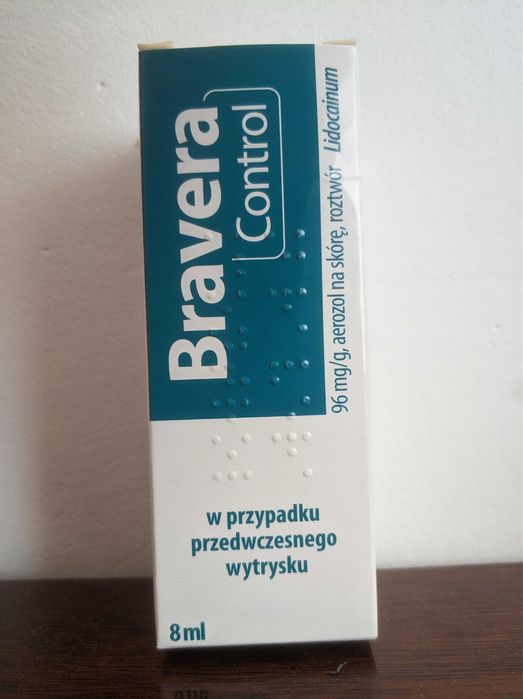 Bravera
Control
96 mg/g, aerozol na skórę, roztwór Lidocainum
w przypadku
przedwczesnego
wytrysku
8 ml